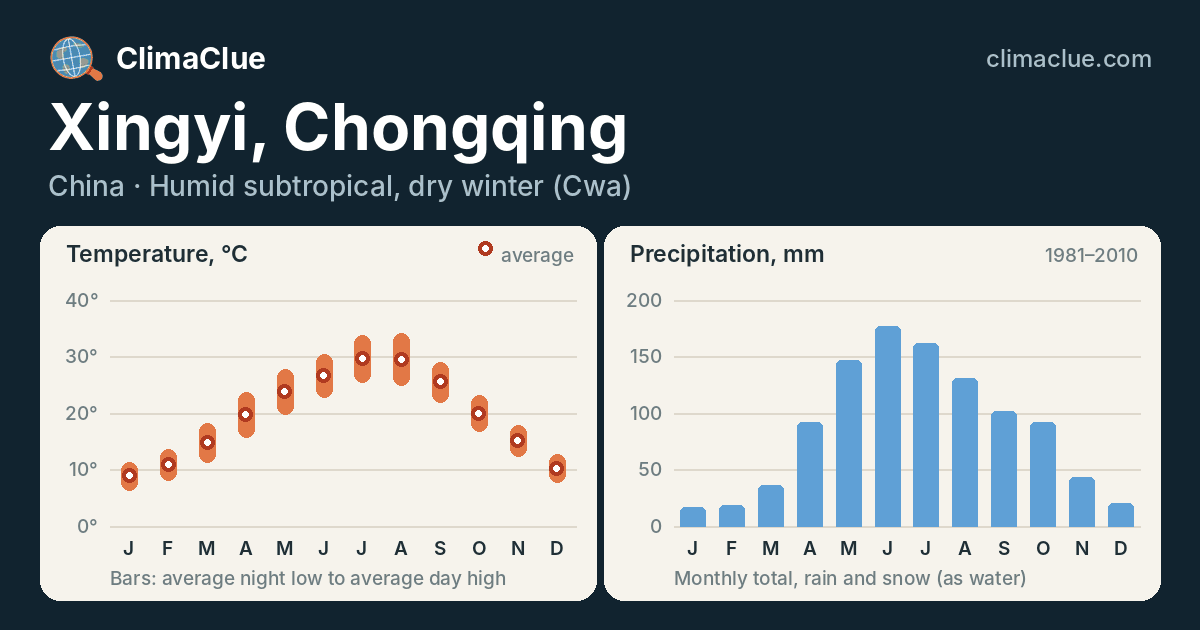 ClimaClue
climaclue.com
Xingyi, Chongqing
China · Humid subtropical, dry winter (Cwa)
Temperature, °C
average
40°
30°
20°
10°
0°
J F M A M J J A S O N D
Bars: average night low to average day high
Precipitation, mm
1981–2010
200
150
100
50
0
J F M A M J J A S O N D
Monthly total, rain and snow (as water)